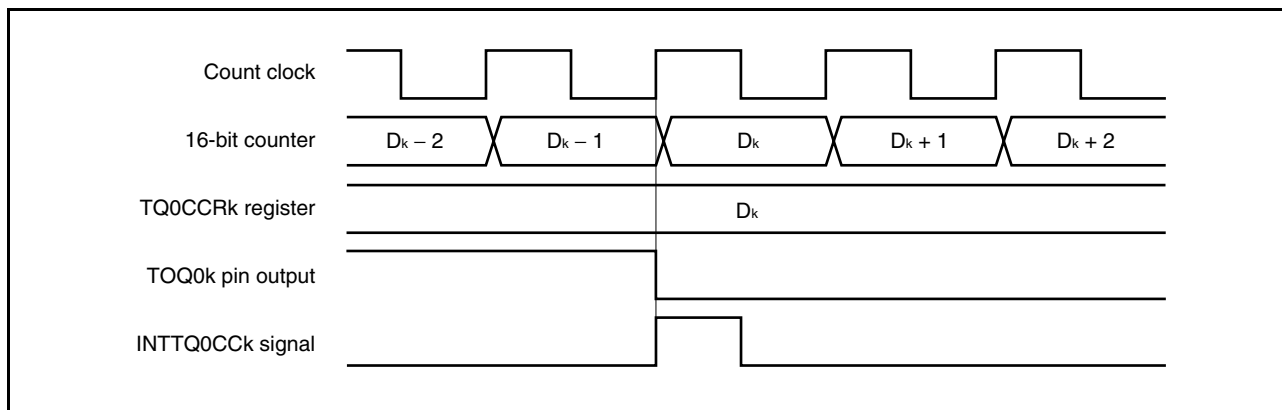 Count clock
16-bit counter
Dk − 2
Dk − 1
Dk
Dk + 1
Dk + 2
TQ0CCRk register
Dk
TOQ0k pin output
INTTQ0CCk signal